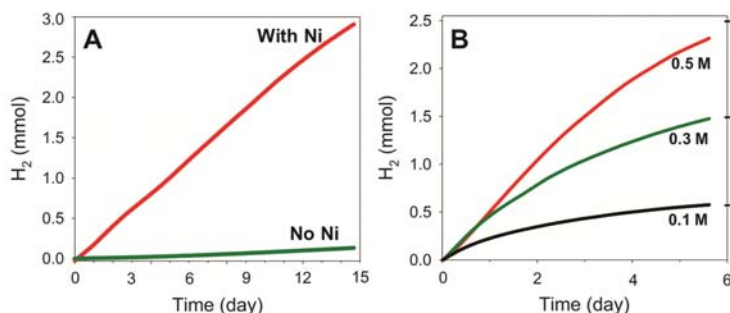 A
With Ni
No Ni
H₂ (mmol)
3.0
2.5
2.0
1.5
1.0
0.5
0.0
0 3 6 9 12 15
Time (day)
B
0.5 M
0.3 M
0.1 M
H₂ (mmol)
2.5
2.0
1.5
1.0
0.5
0.0
0 2 4 6
Time (day)